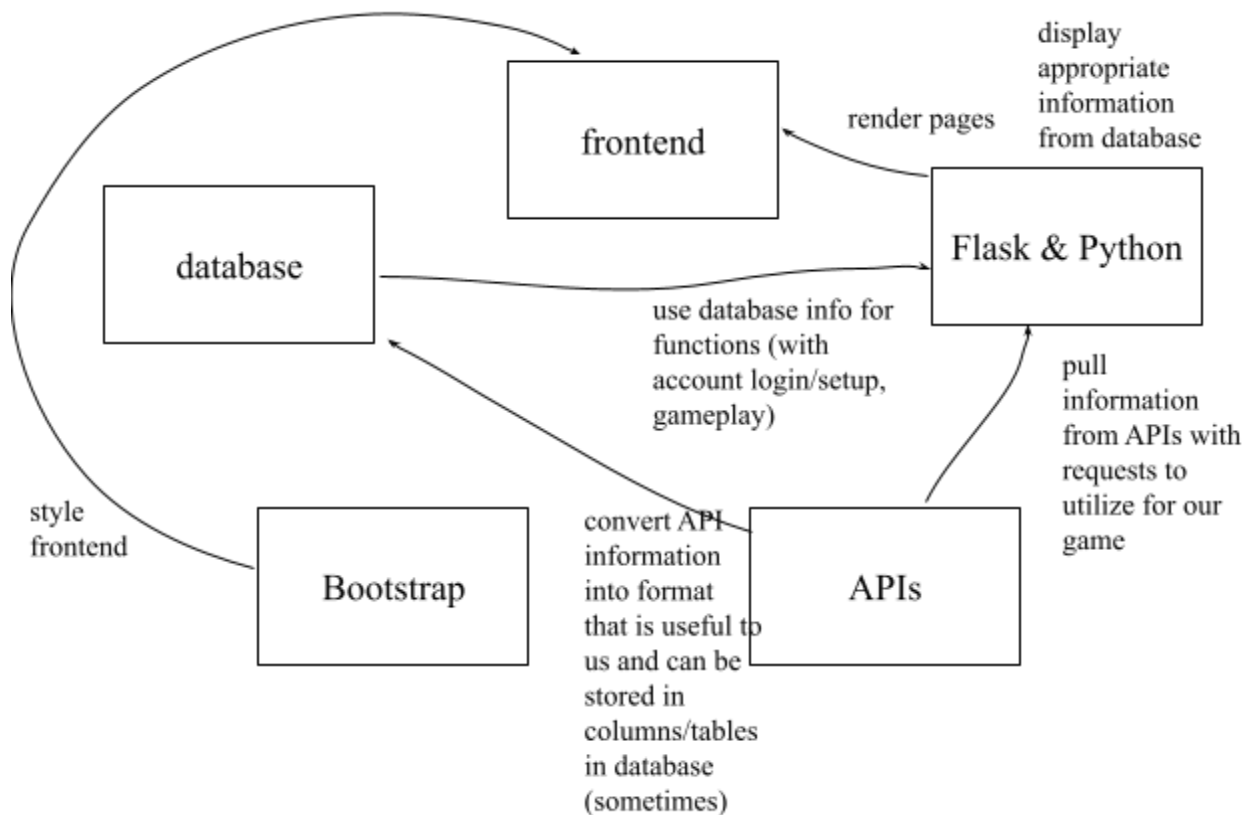 display
appropriate
information
from database
render pages
frontend
Flask & Python
database
use database info for
functions (with
account login/setup,
gameplay)
pull
information
from APIs with
requests to
utilize for our
game
style
frontend
Bootstrap
convert API
information
into format
that is useful to
us and can be
stored in
columns/tables
in database
(sometimes)
APIs